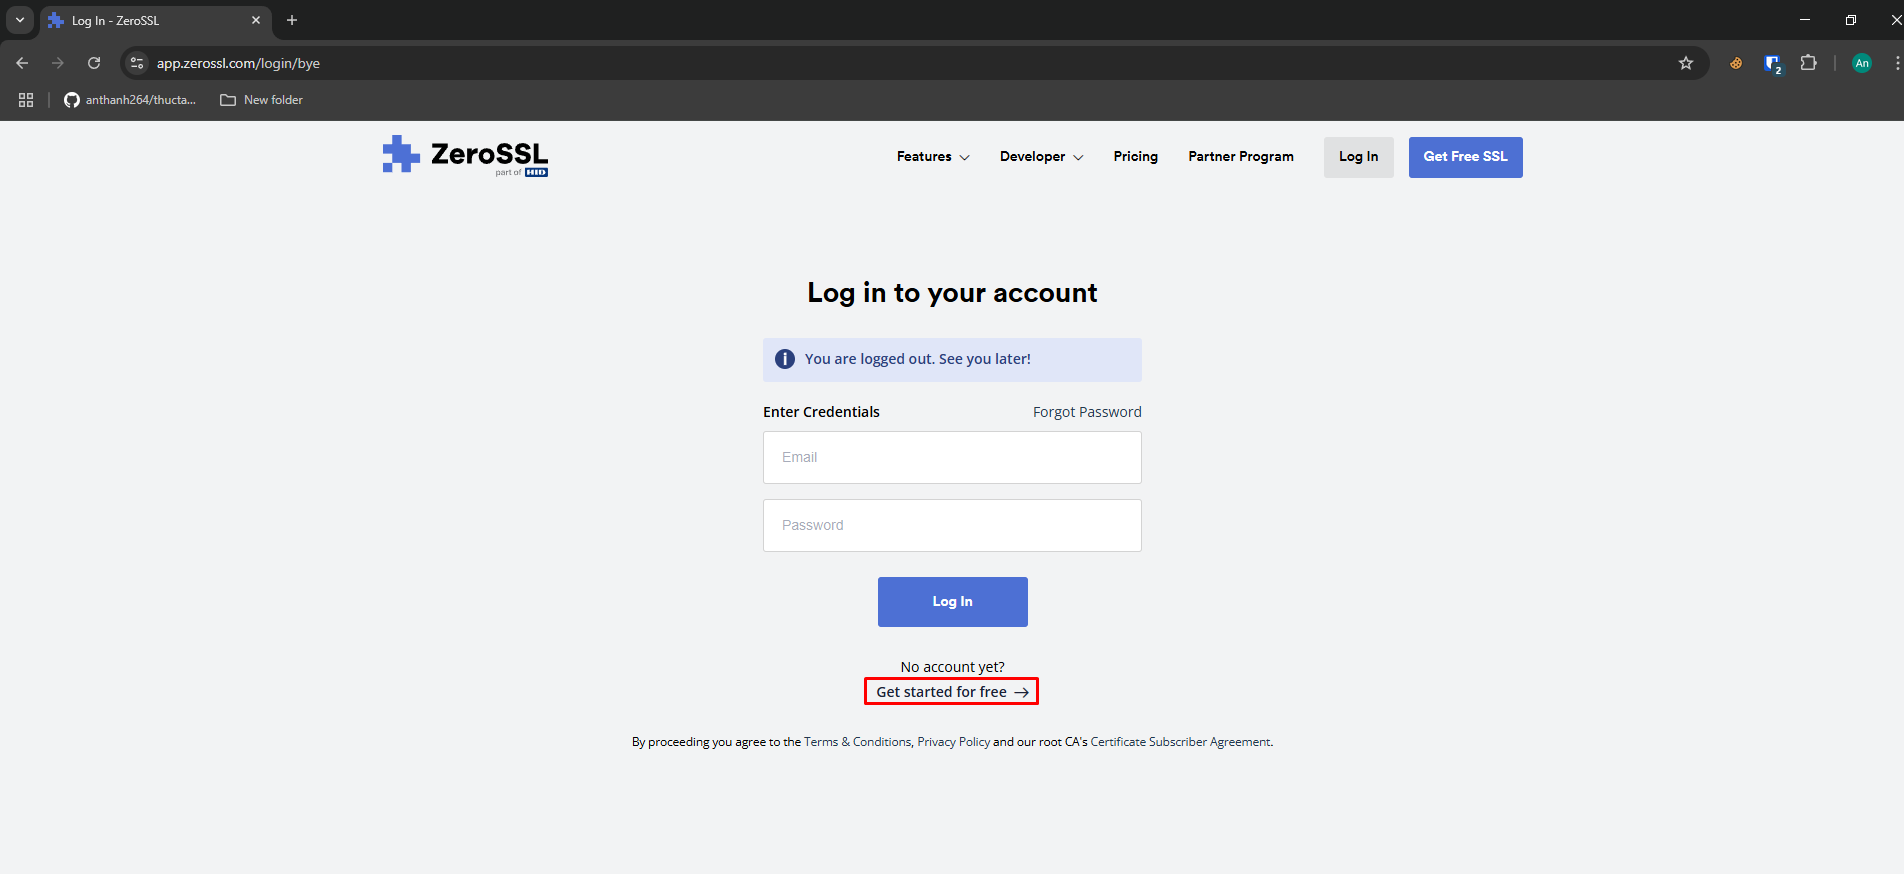 Log In - ZeroSSL
app.zerossl.com/login/bye
2
An
anthanh264/thucta...
New folder
ZeroSSL
part of HID
Features
Developer
Pricing
Partner Program
Log In
Get Free SSL
Log in to your account
You are logged out. See you later!
Enter Credentials
Forgot Password
Email
Password
Log In
No account yet?
Get started for free →
By proceeding you agree to the Terms & Conditions, Privacy Policy and our root CA's Certificate Subscriber Agreement.